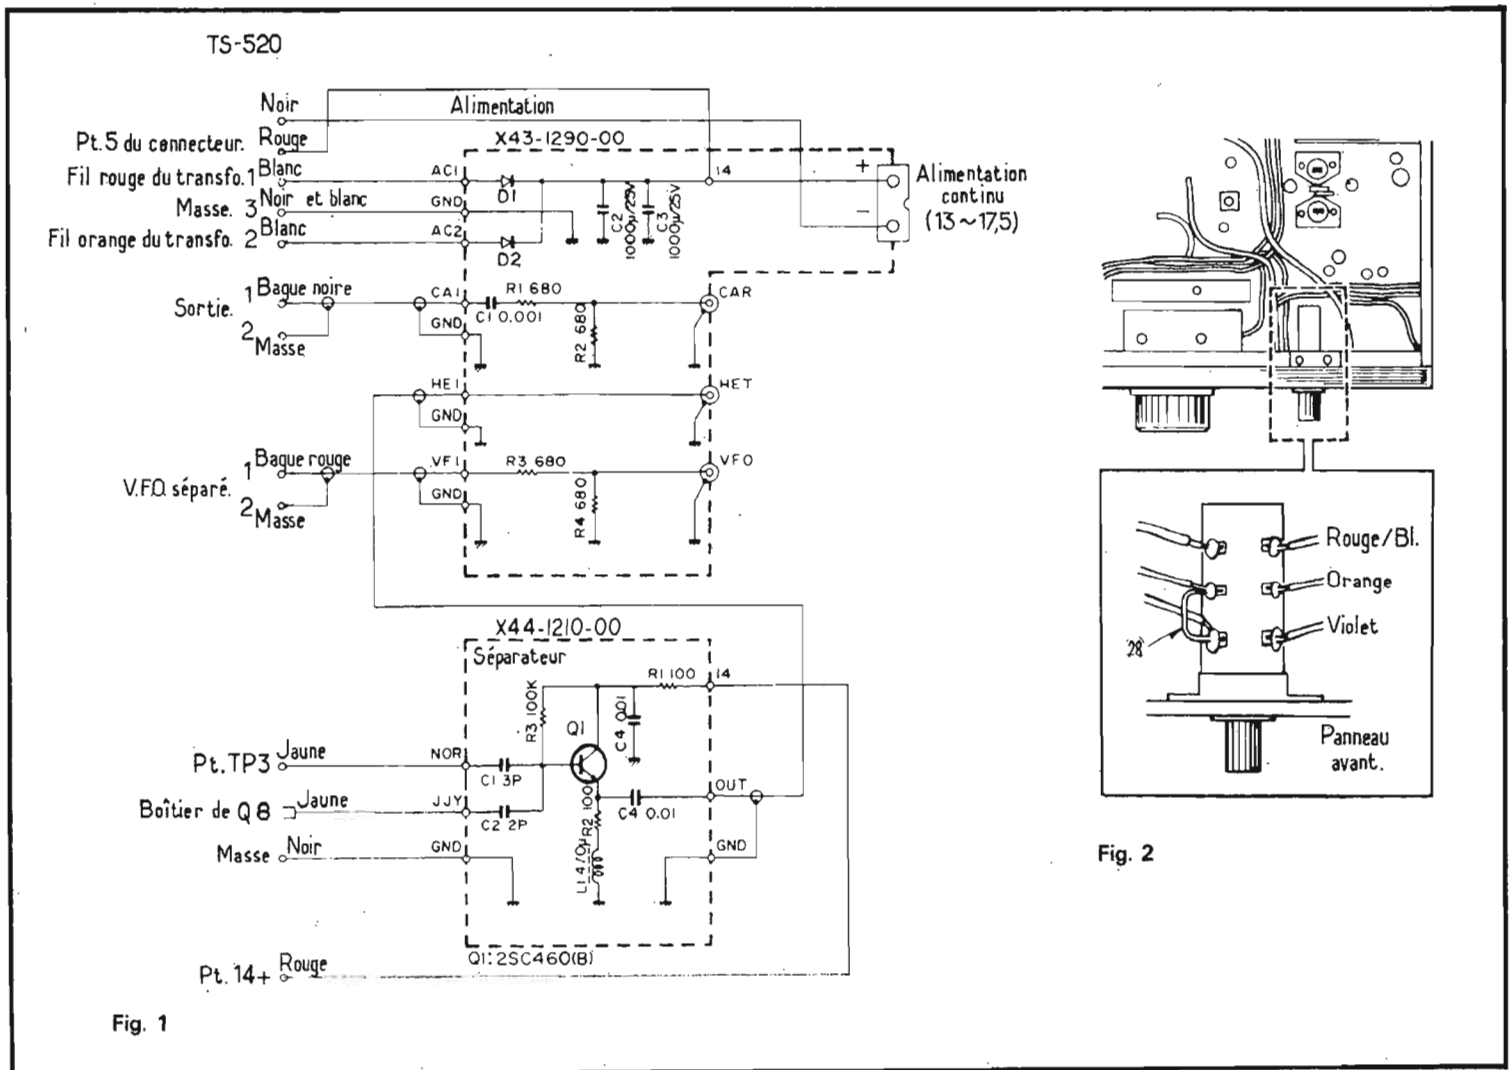 TS-520
Noir
Alimentation
Pt.5 du connecteur. Rouge
X43-1290-00
Fil rouge du transfo. 1 Blanc
AC1
D1
14
+
Alimentation
continu
(13~17,5)
Masse. 3 Noir et blanc
GND
C2
1000µ/25V
C3
1000µ/25V
−
Fil orange du transfo. 2 Blanc
AC2
D2
Sortie.
1 Bague noire
CA1
R1 680
CAR
C1 0.001
2 Masse
GND
R2 680
HE1
HET
GND
V.F.O. séparé.
1 Bague rouge
VF1
R3 680
VFO
2 Masse
GND
R4 680
X44-1210-00
Séparateur
R1 100
14
R3 100K
C4 0.01
Q1
Pt.TP3 Jaune
NOR
C1 3P
Boîtier de Q8 Jaune
JJY
C2 2P
R2 100
C4 0.01
OUT
Masse Noir
GND
L1 470µ
GND
Q1:2SC460(B)
Pt. 14+ Rouge
Fig. 1
Rouge/Bl.
Orange
Violet
28
Panneau
avant.
Fig. 2